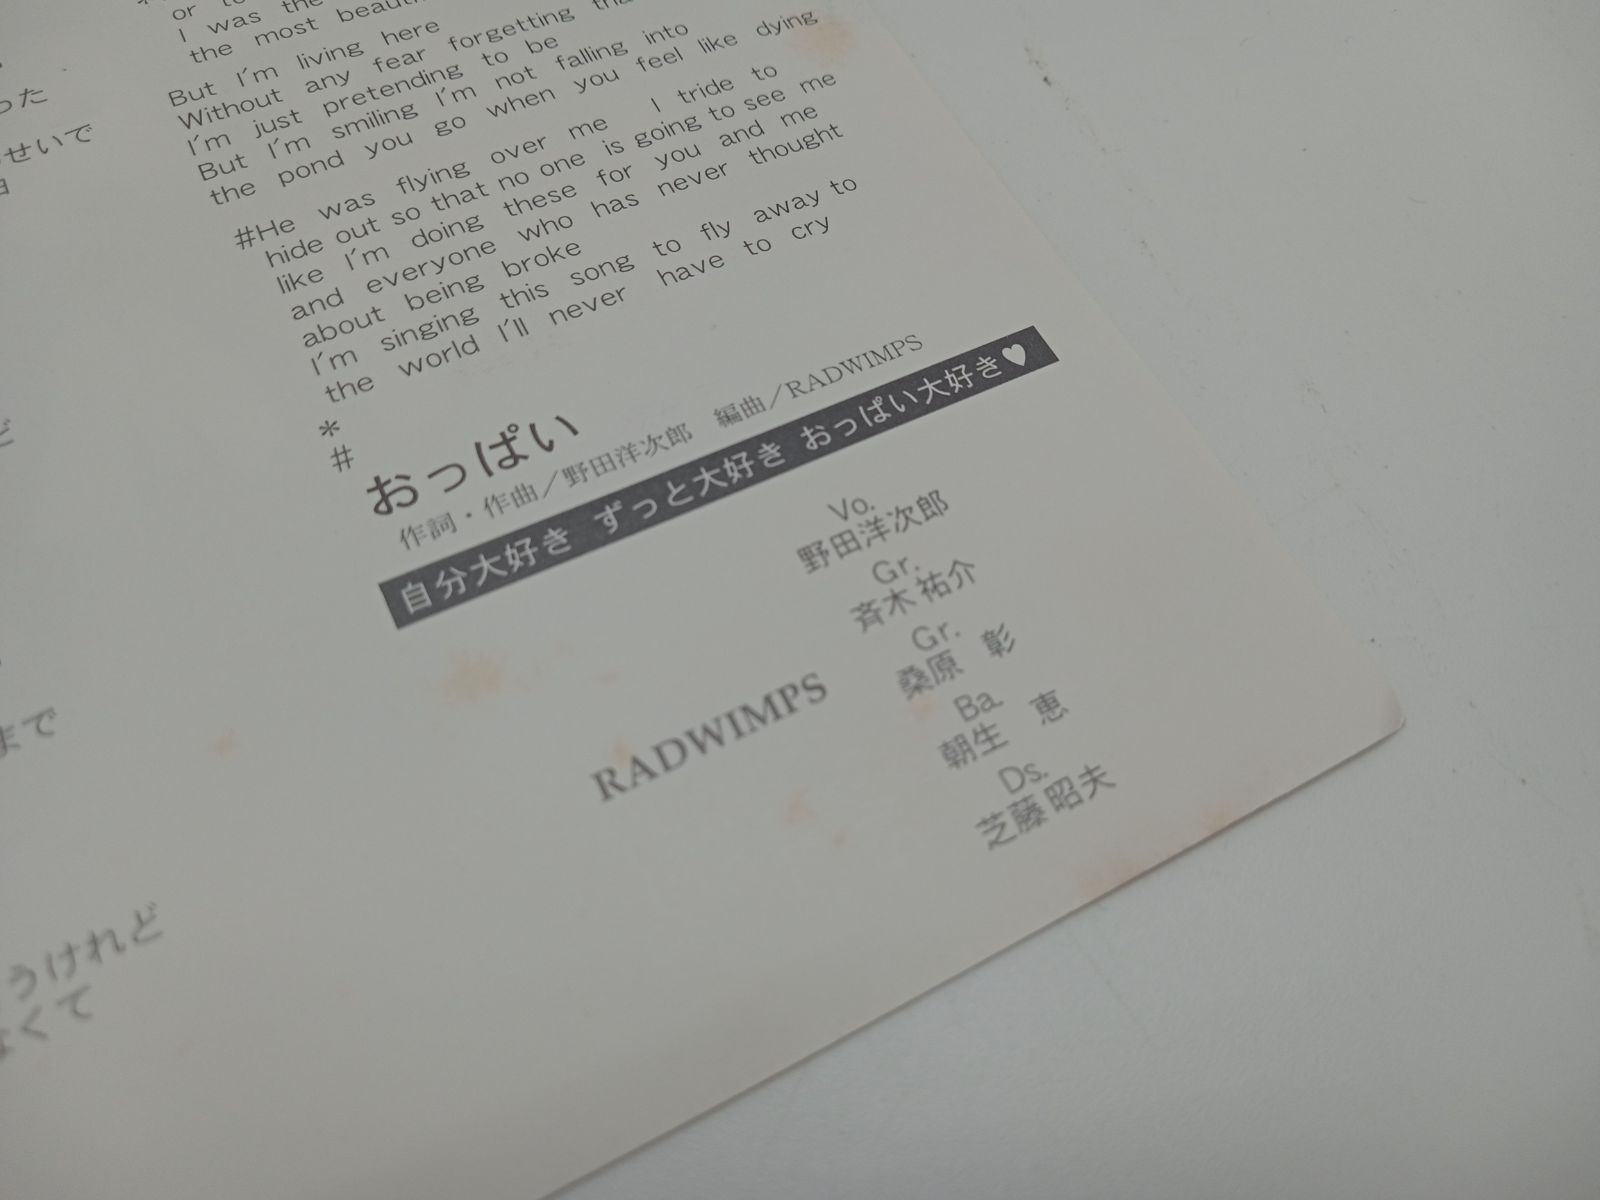 った
せいで
ど
まで
うけれど
なくて
I was the
the most
But I'm living here
Without any fear forgetting
I'm just pretending to be
But I'm smiling I'm not falling into
the pond you go when you feel like dying
#He was flying over me I tride to
hide out so that no one is going to see me
like I'm doing these for you and me
and everyone who has never thought
about being broke
I'm singing this song to fly away to
the world I'll never have to cry
*
#
おっぱい
作詞・作曲/野田洋次郎 編曲/RADWIMPS
自分大好き ずっと大好き おっぱい大好き♥
RADWIMPS
Vo.
野田洋次郎
Gr.
斉木祐介
Gr.
桑原 彰
Ba.
朝生 恵
Ds.
芝藤昭夫